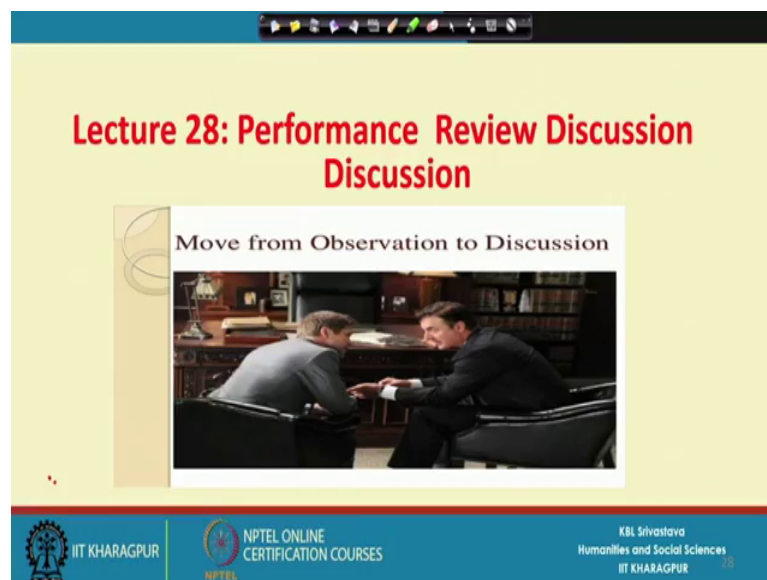 Lecture 28: Performance Review Discussion
Discussion
Move from Observation to Discussion
IIT KHARAGPUR
NPTEL
NPTEL ONLINE
CERTIFICATION COURSES
KBL Srivastava
Humanities and Social Sciences
IIT KHARAGPUR
28